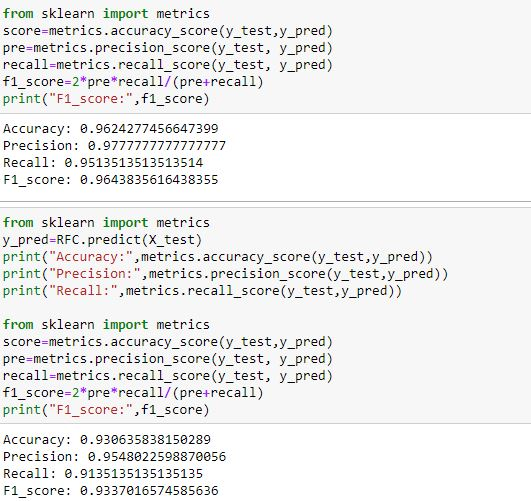 from sklearn import metrics
score=metrics.accuracy_score(y_test,y_pred)
pre=metrics.precision_score(y_test, y_pred)
recall=metrics.recall_score(y_test, y_pred)
f1_score=2*pre*recall/(pre+recall)
print("F1_score:",f1_score)
Accuracy: 0.9624277456647399
Precision: 0.9777777777777777
Recall: 0.9513513513513514
F1_score: 0.9643835616438355
from sklearn import metrics
y_pred=RFC.predict(X_test)
print("Accuracy:",metrics.accuracy_score(y_test,y_pred))
print("Precision:",metrics.precision_score(y_test,y_pred))
print("Recall:",metrics.recall_score(y_test,y_pred))
from sklearn import metrics
score=metrics.accuracy_score(y_test,y_pred)
pre=metrics.precision_score(y_test, y_pred)
recall=metrics.recall_score(y_test, y_pred)
f1_score=2*pre*recall/(pre+recall)
print("F1_score:",f1_score)
Accuracy: 0.930635838150289
Precision: 0.9548022598870056
Recall: 0.9135135135135135
F1_score: 0.9337016574585636